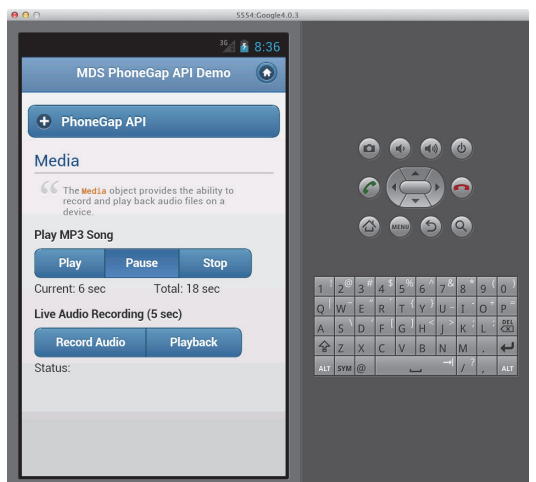 5554:Google4.0.3
3G 8:36
MDS PhoneGap API Demo
PhoneGap API
Media
The Media object provides the ability to
record and play back audio files on a
device.
Play MP3 Song
Play Pause Stop
Current: 6 sec Total: 18 sec
Live Audio Recording (5 sec)
Record Audio Playback
Status:
MENU
1 ! 2 @ 3 # 4 $ 5 % 6 ^ 7 & 8 * 9 ( 0 )
Q W E R T { Y } U I O + P =
A S D F G H J K L DEL
Z X C V B N M .
ALT SYM @ / ? , ALT